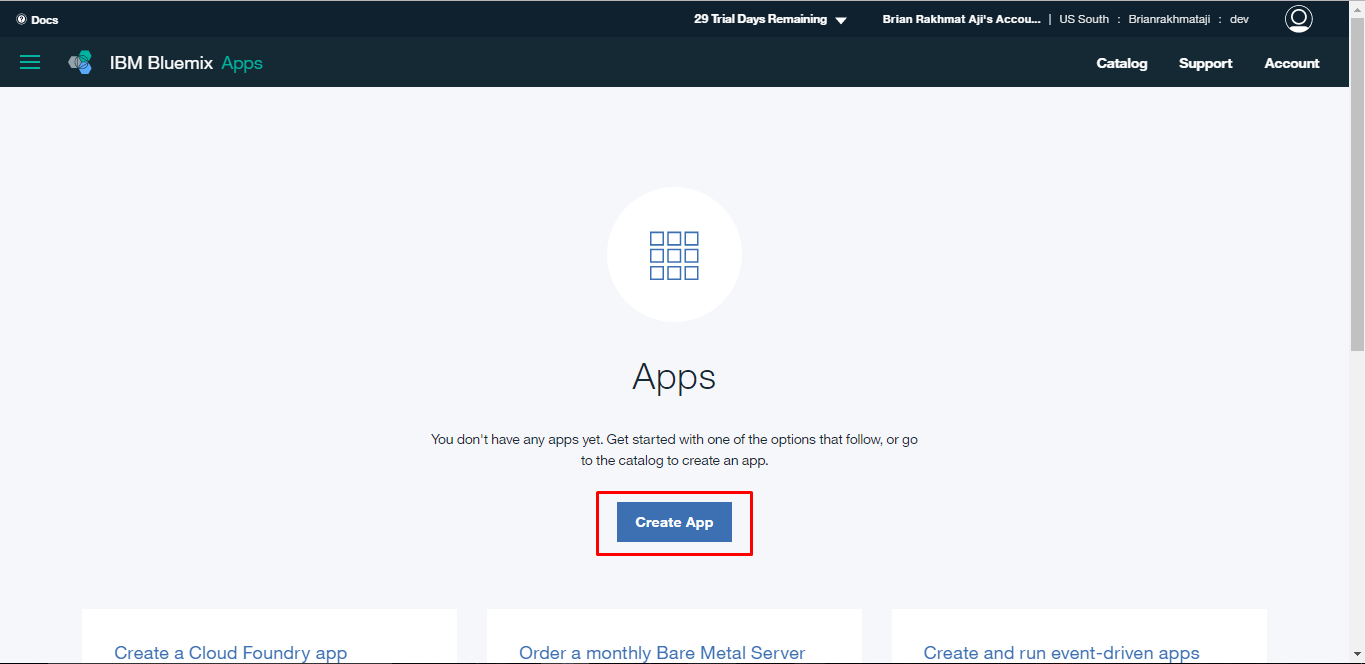 Docs
29 Trial Days Remaining
Brian Rakhmat Aji's Accou... | US South : Brianrakhmataji : dev
IBM Bluemix Apps
Catalog Support Account
Apps
You don't have any apps yet. Get started with one of the options that follow, or go
to the catalog to create an app.
Create App
Create a Cloud Foundry app
Order a monthly Bare Metal Server
Create and run event-driven apps